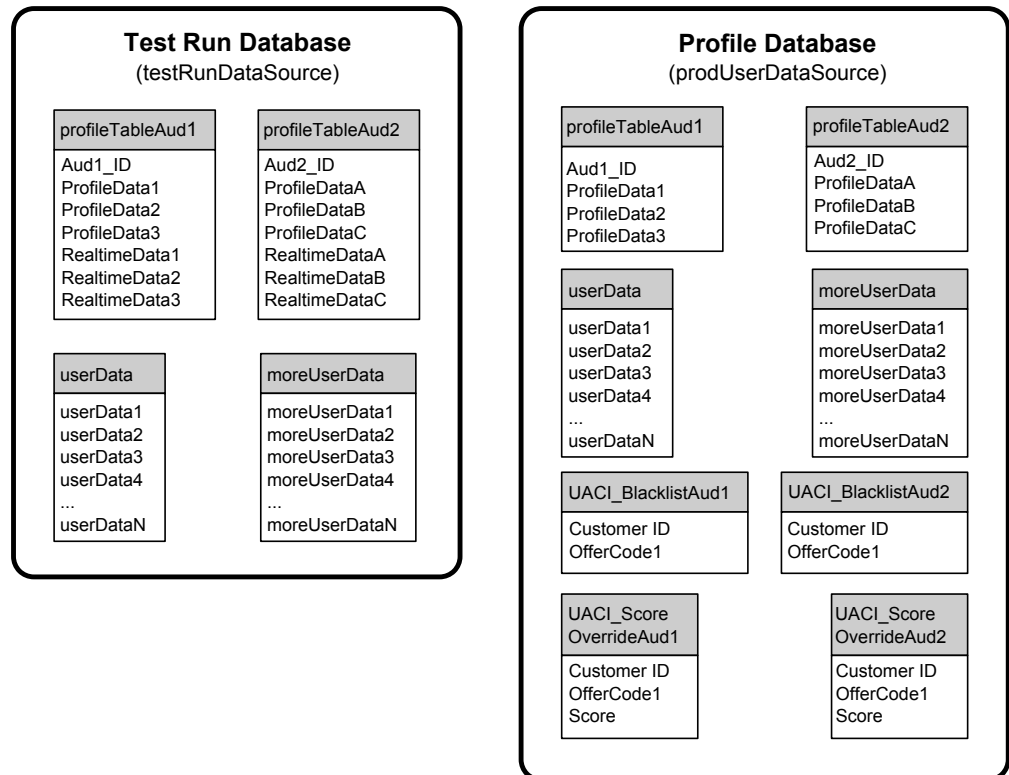 Test Run Database
(testRunDataSource)
profileTableAud1
Aud1_ID
ProfileData1
ProfileData2
ProfileData3
RealtimeData1
RealtimeData2
RealtimeData3
profileTableAud2
Aud2_ID
ProfileDataA
ProfileDataB
ProfileDataC
RealtimeDataA
RealtimeDataB
RealtimeDataC
userData
userData1
userData2
userData3
userData4
...
userDataN
moreUserData
moreUserData1
moreUserData2
moreUserData3
moreUserData4
...
moreUserDataN
Profile Database
(prodUserDataSource)
profileTableAud1
Aud1_ID
ProfileData1
ProfileData2
ProfileData3
profileTableAud2
Aud2_ID
ProfileDataA
ProfileDataB
ProfileDataC
userData
userData1
userData2
userData3
userData4
...
userDataN
moreUserData
moreUserData1
moreUserData2
moreUserData3
moreUserData4
...
moreUserDataN
UACI_BlacklistAud1
Customer ID
OfferCode1
UACI_BlacklistAud2
Customer ID
OfferCode1
UACI_Score
OverrideAud1
Customer ID
OfferCode1
Score
UACI_Score
OverrideAud2
Customer ID
OfferCode1
Score